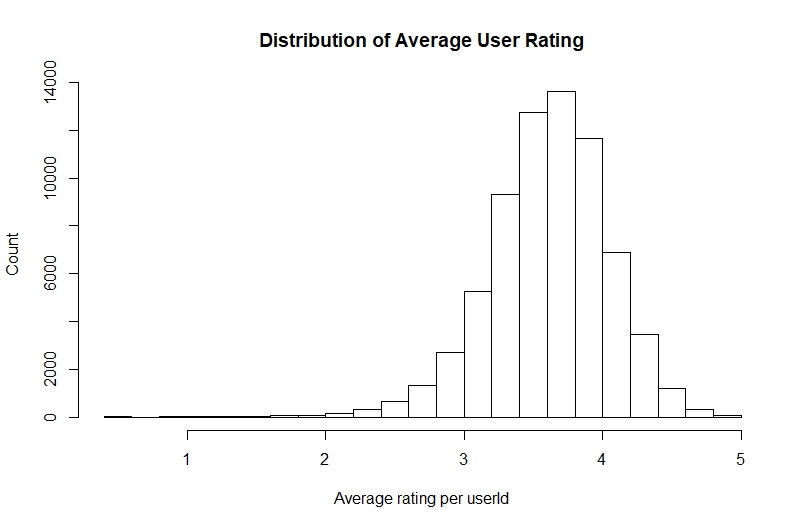 Distribution of Average User Rating
Count
14000
10000
6000
2000
0
1 2 3 4 5
Average rating per userId